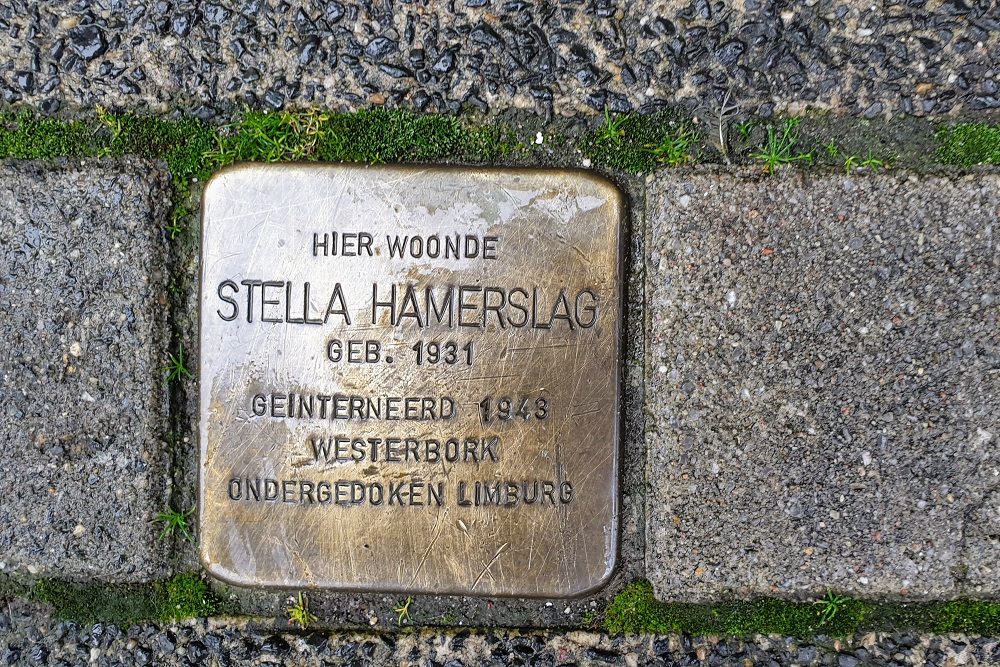 HIER WOONDE
STELLA HAMERSLAG
GEB. 1931
GEINTERNEERD 1943
WESTERBORK
ONDERGEDOKEN LIMBURG